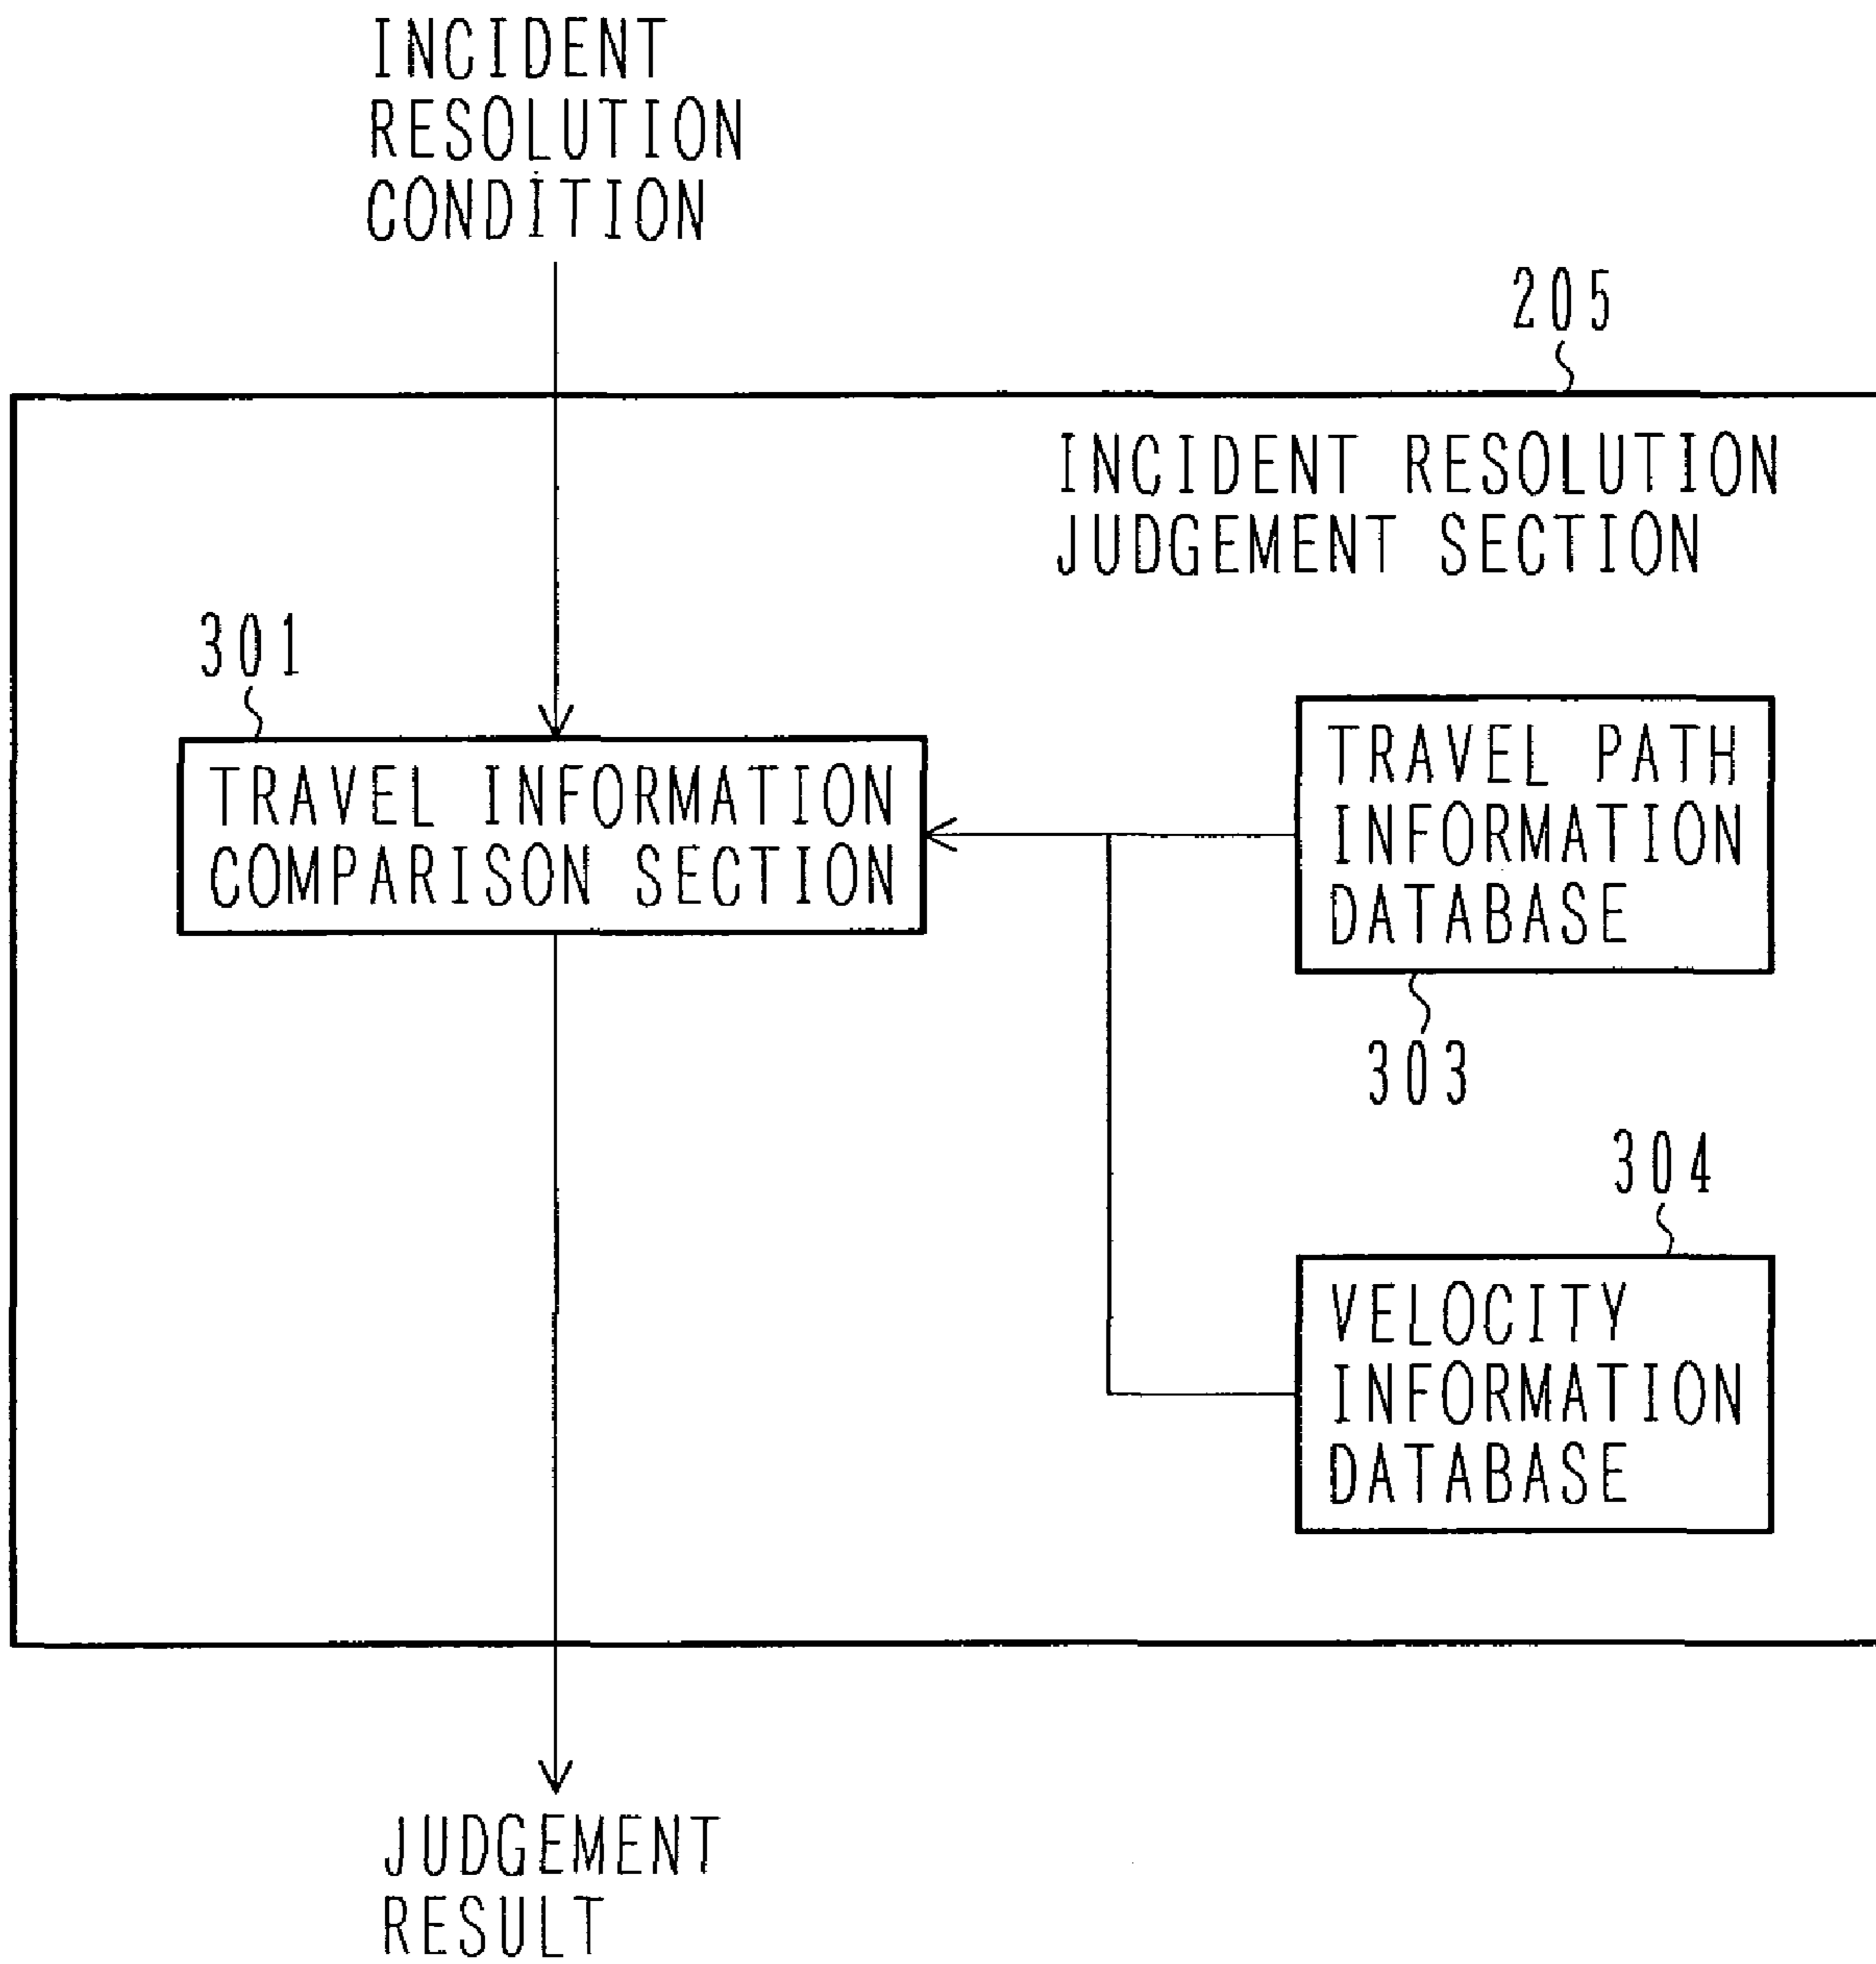 INCIDENT
RESOLUTION
CONDITION
205
INCIDENT RESOLUTION
JUDGEMENT SECTION
301
TRAVEL INFORMATION
COMPARISON SECTION
TRAVEL PATH
INFORMATION
DATABASE
303
304
VELOCITY
INFORMATION
DATABASE
JUDGEMENT
RESULT